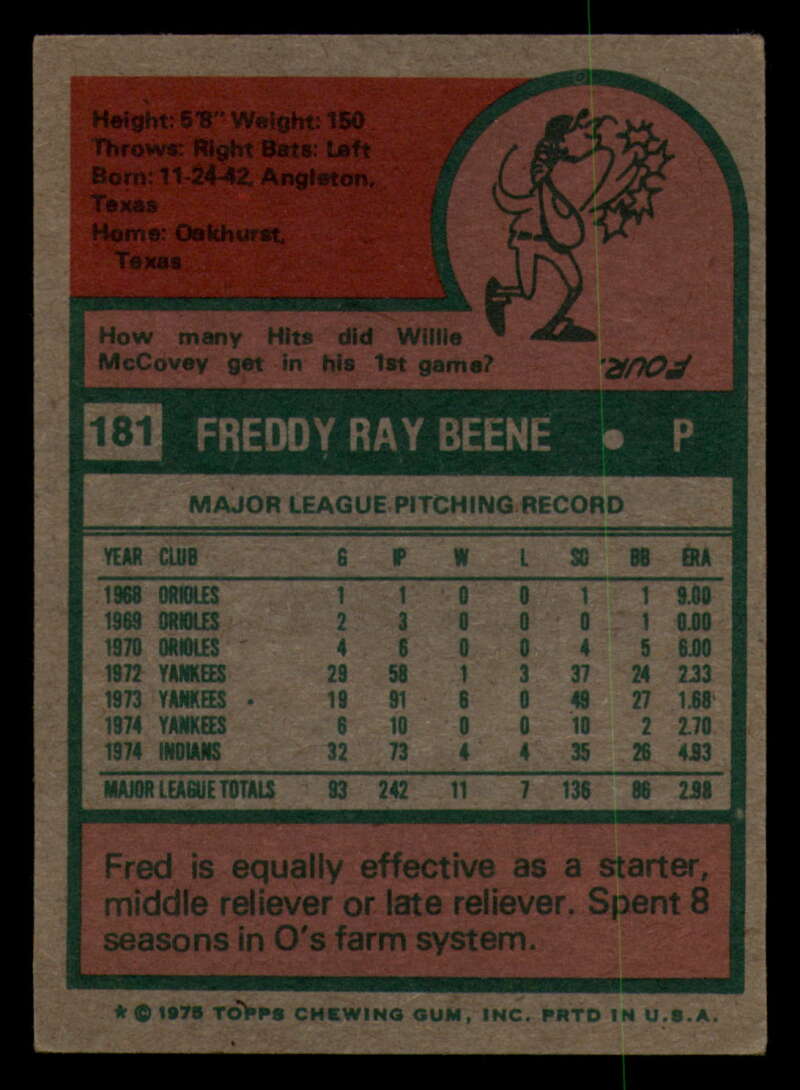 Height: 5'8" Weight: 150
Throws: Right Bats: Left
Born: 11-24-42, Angleton,
Texas
Home: Oakhurst,
Texas
How many Hits did Willie
McCovey get in his 1st game?
FOUR.
181 FREDDY RAY BEENE • P
MAJOR LEAGUE PITCHING RECORD
YEAR CLUB G IP W L SO BB ERA
1968 ORIOLES 1 1 0 0 1 1 9.00
1969 ORIOLES 2 3 0 0 0 1 0.00
1970 ORIOLES 4 6 0 0 4 5 6.00
1972 YANKEES 29 58 1 3 37 24 2.33
1973 YANKEES 19 91 6 0 49 27 1.68
1974 YANKEES 6 10 0 0 10 2 2.70
1974 INDIANS 32 73 4 4 35 26 4.93
MAJOR LEAGUE TOTALS 93 242 11 7 136 86 2.98
Fred is equally effective as a starter,
middle reliever or late reliever. Spent 8
seasons in O's farm system.
* © 1975 TOPPS CHEWING GUM, INC. PRTD IN U.S.A.